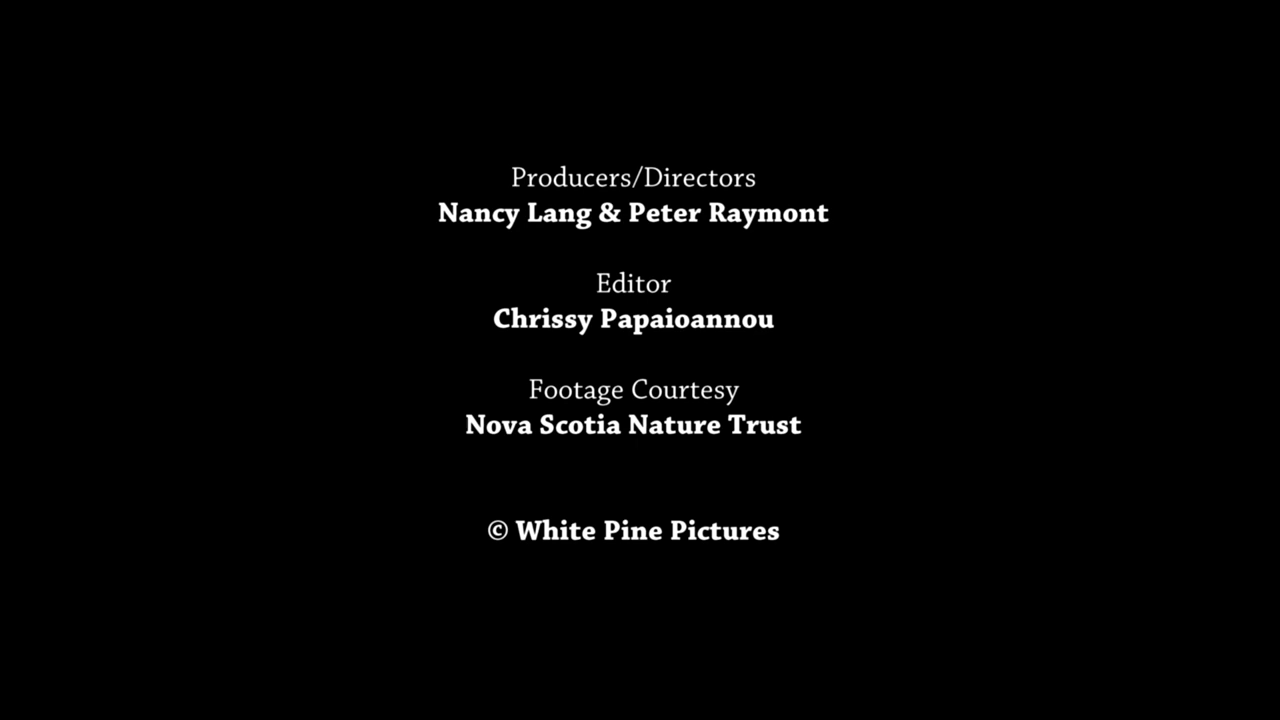 Producers/Directors
Nancy Lang & Peter Raymont
Editor
Chrissy Papaioannou
Footage Courtesy
Nova Scotia Nature Trust
© White Pine Pictures